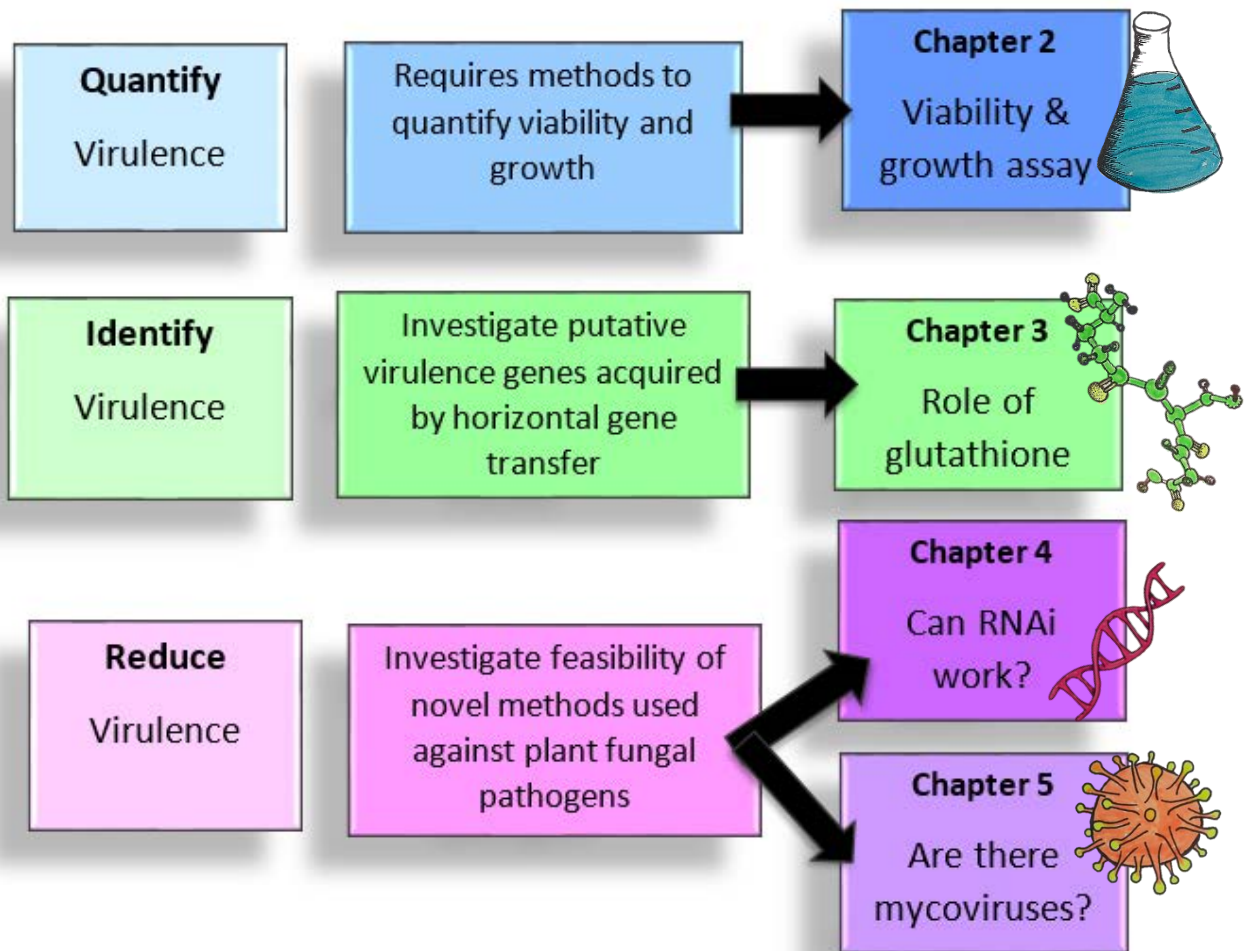 Quantify
Virulence
Requires methods to
quantify viability and
growth
Chapter 2
Viability &
growth assay
Identify
Virulence
Investigate putative
virulence genes acquired
by horizontal gene
transfer
Chapter 3
Role of
glutathione
Reduce
Virulence
Investigate feasibility of
novel methods used
against plant fungal
pathogens
Chapter 4
Can RNAi
work?
Chapter 5
Are there
mycoviruses?